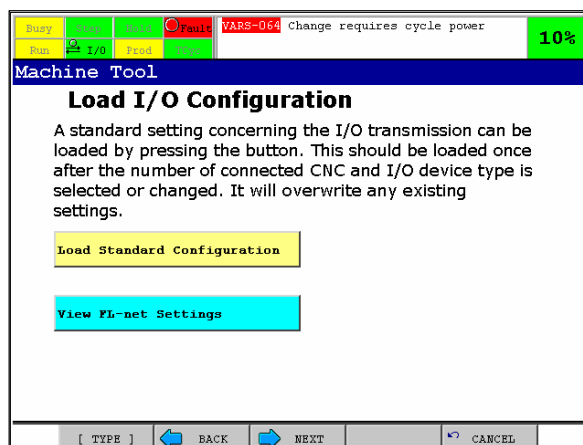 Busy Step Hold Fault VARS-064 Change requires cycle power
Run I/O Prod TCyc 10%
Machine Tool
Load I/O Configuration
A standard setting concerning the I/O transmission can be
loaded by pressing the button. This should be loaded once
after the number of connected CNC and I/O device type is
selected or changed. It will overwrite any existing
settings.
Load Standard Configuration
View FL-net Settings
[ TYPE ] BACK NEXT CANCEL